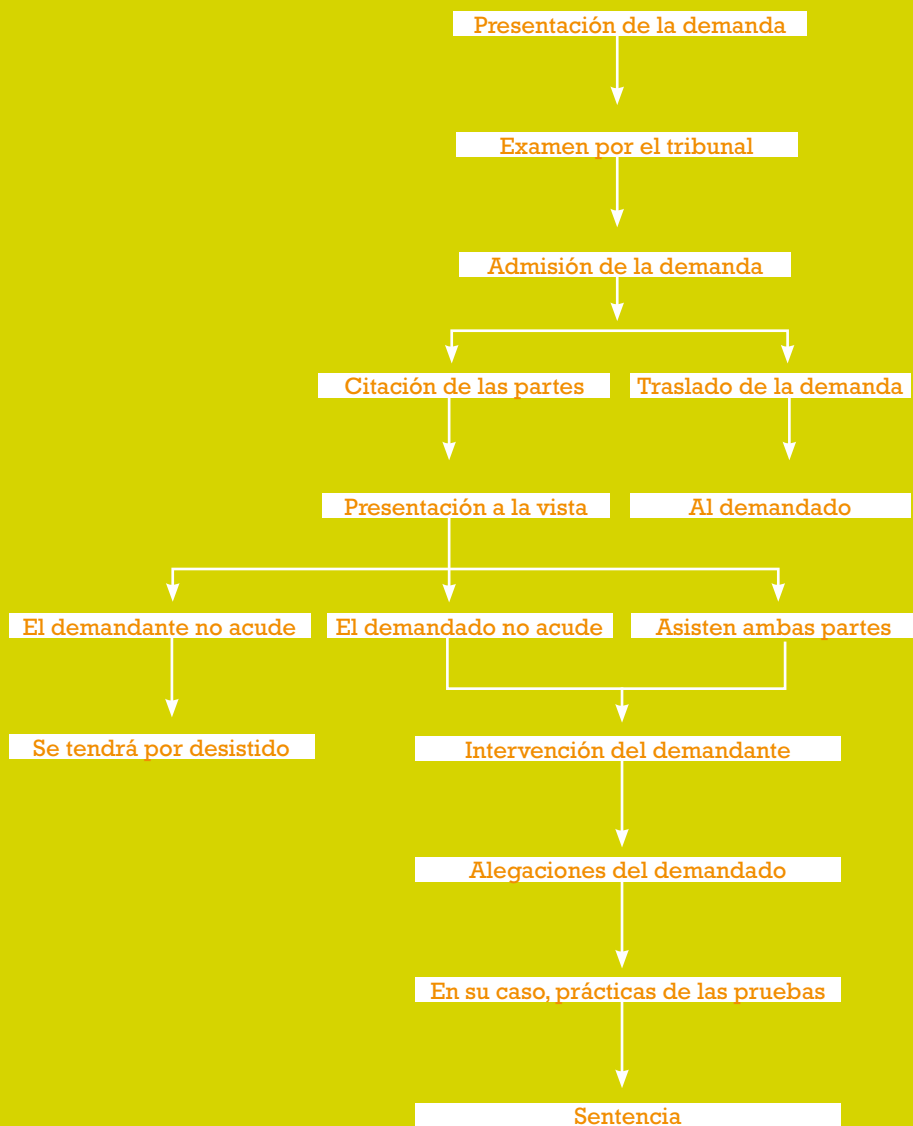 Presentación de la demanda
Examen por el tribunal
Admisión de la demanda
Citación de las partes
Traslado de la demanda
Presentación a la vista
Al demandado
El demandante no acude
El demandado no acude
Asisten ambas partes
Se tendrá por desistido
Intervención del demandante
Alegaciones del demandado
En su caso, prácticas de las pruebas
Sentencia